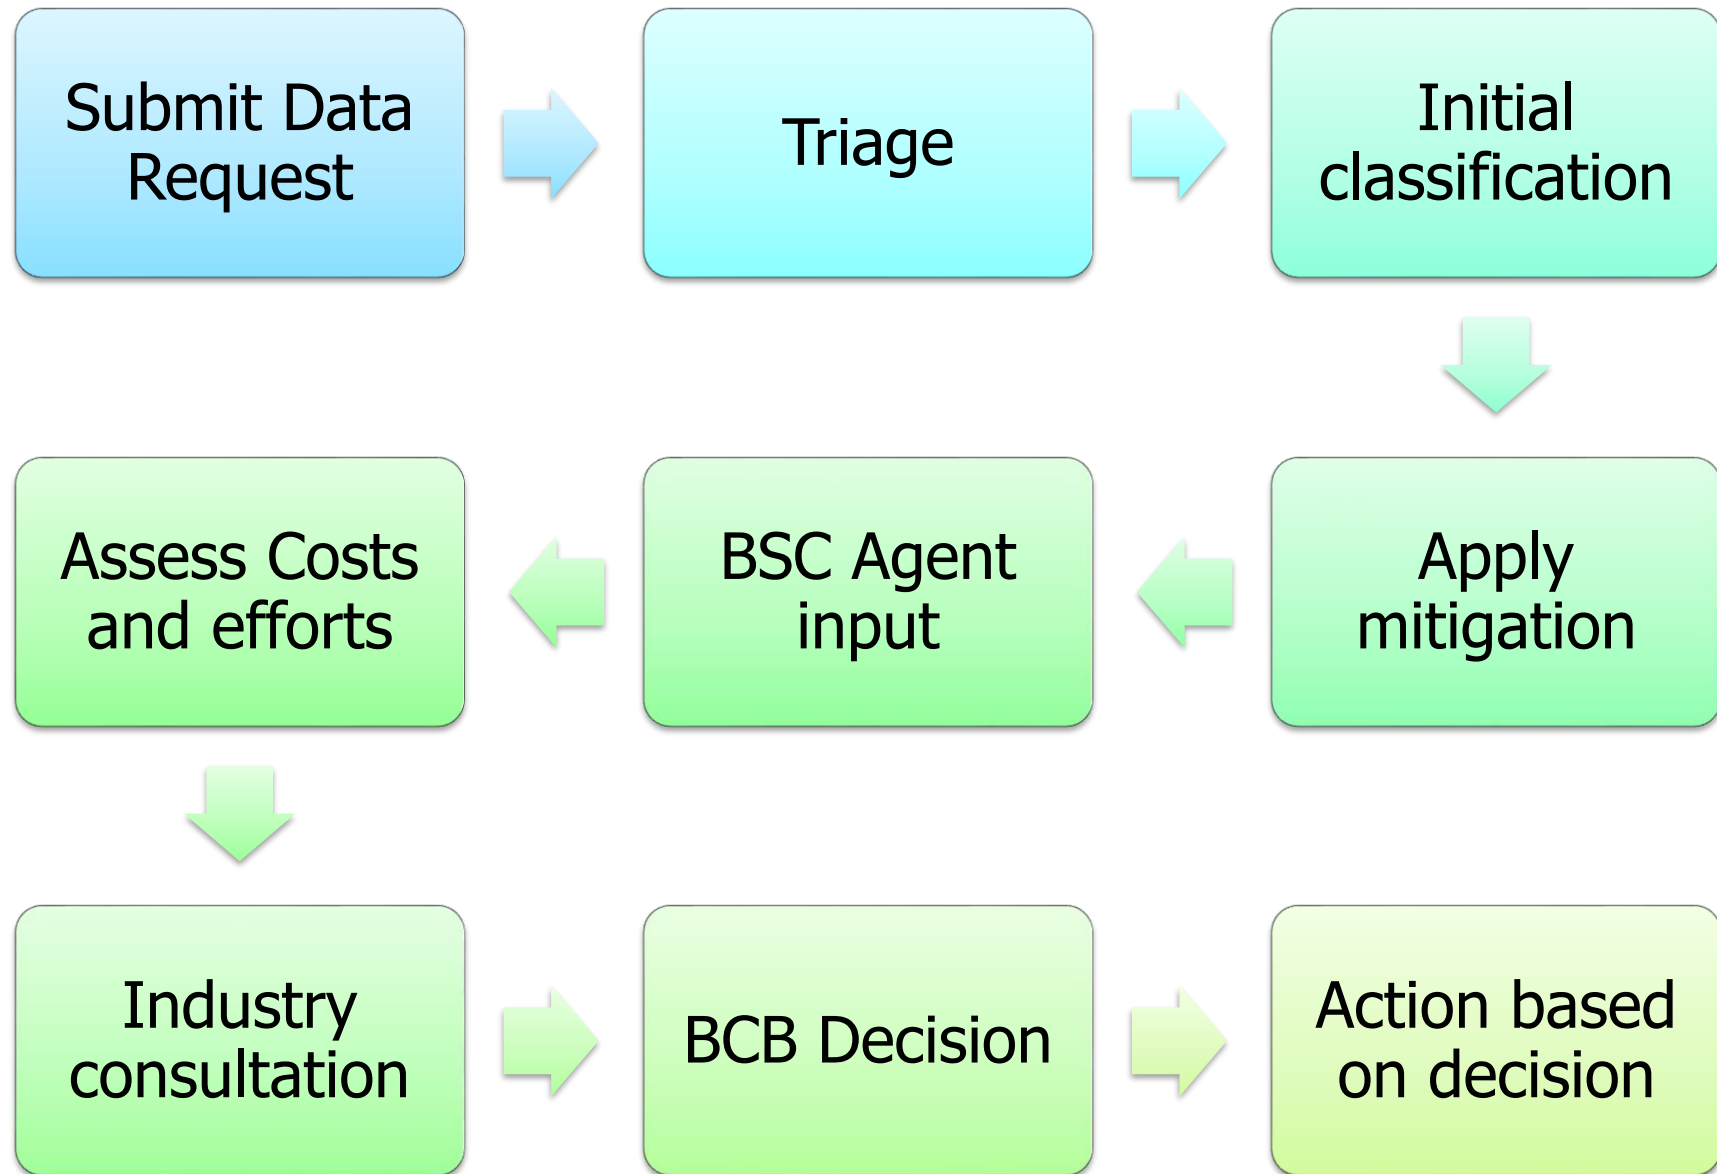 Submit Data
Request
Triage
Initial
classification
Apply
mitigation
BSC Agent
input
Assess Costs
and efforts
Industry
consultation
BCB Decision
Action based
on decision